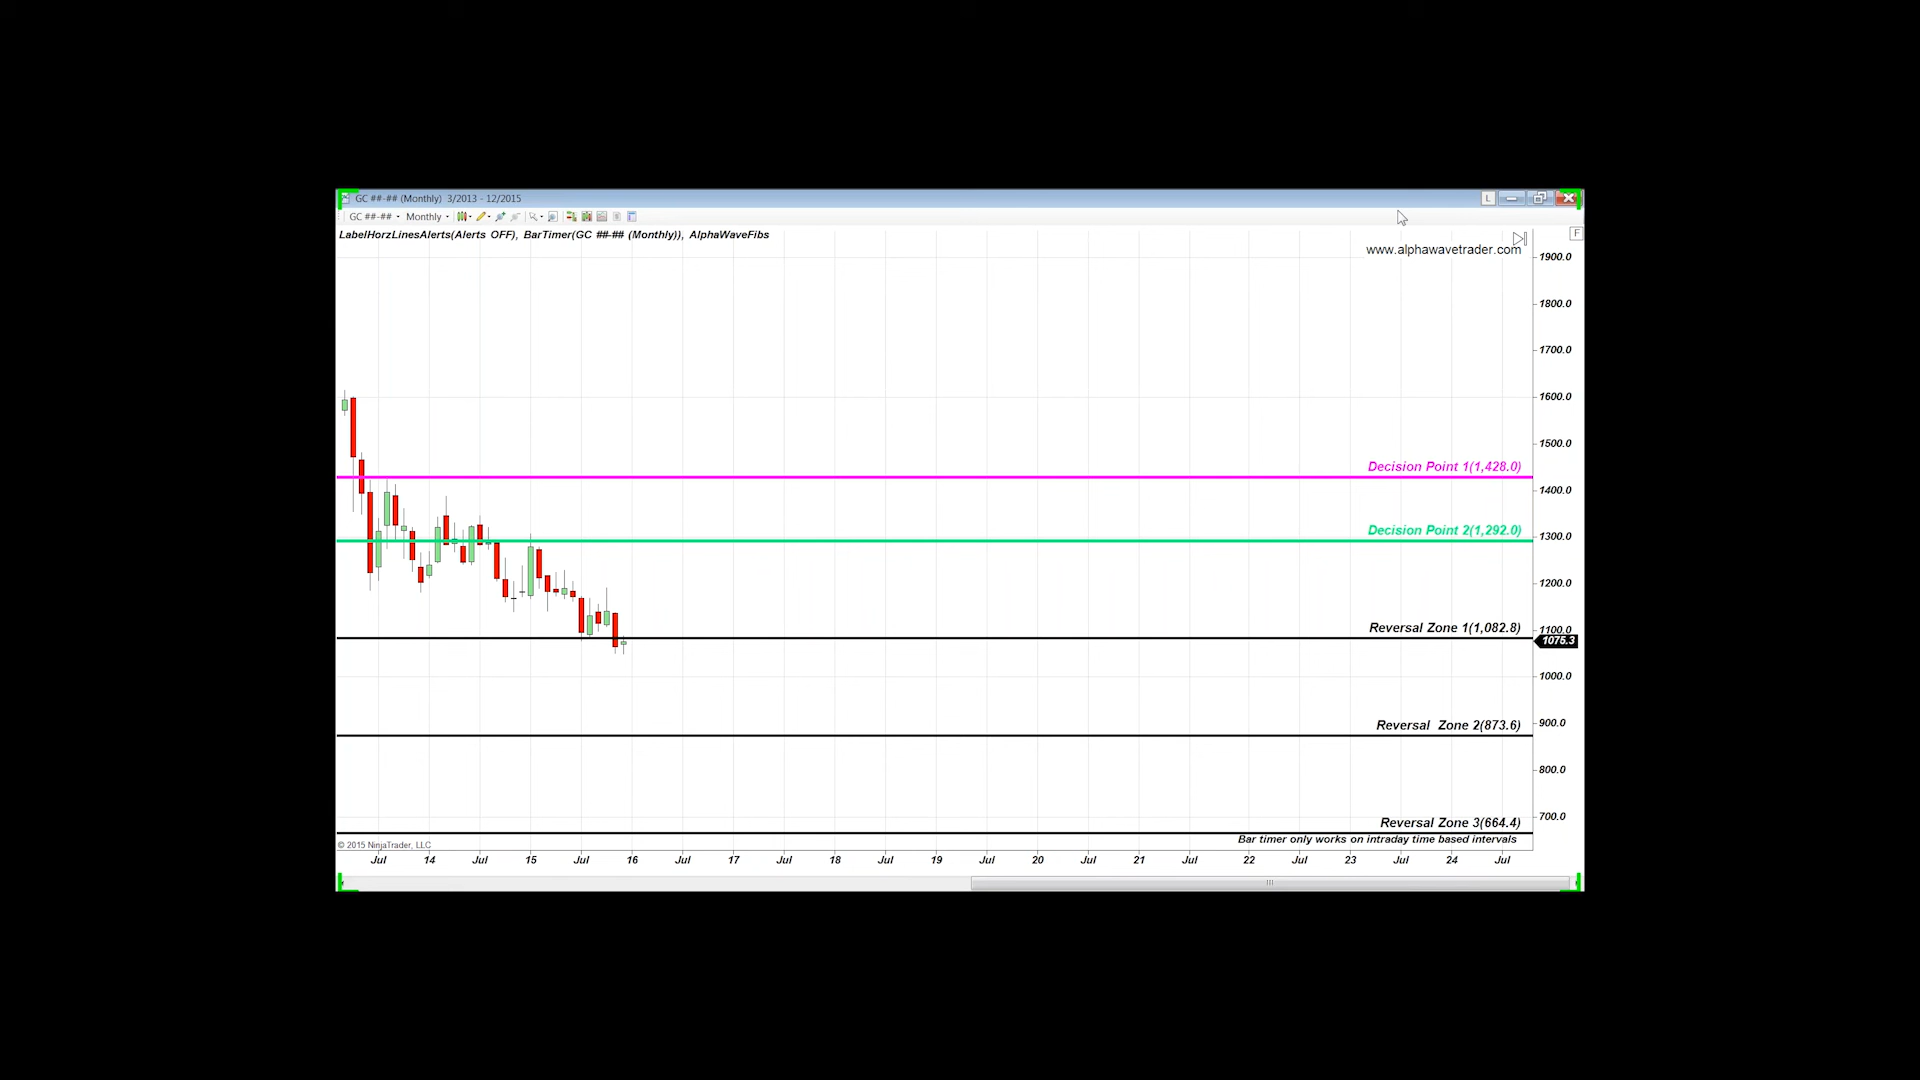 GC ##-## (Monthly) 3/2013 - 12/2015
L
GC ##-## Monthly
LabelHorzLinesAlerts(Alerts OFF), BarTimer(GC ##-## (Monthly)), AlphaWaveFibs
F
www.alphawavetrader.com
1900.0
1800.0
1700.0
1600.0
1500.0
Decision Point 1(1,428.0)
1400.0
Decision Point 2(1,292.0)
1300.0
1200.0
Reversal Zone 1(1,082.8)
1100.0
1075.3
1000.0
Reversal Zone 2(873.6)
900.0
800.0
700.0
Reversal Zone 3(664.4)
Bar timer only works on intraday time based intervals
© 2015 NinjaTrader, LLC
Jul 14 Jul 15 Jul 16 Jul 17 Jul 18 Jul 19 Jul 20 Jul 21 Jul 22 Jul 23 Jul 24 Jul